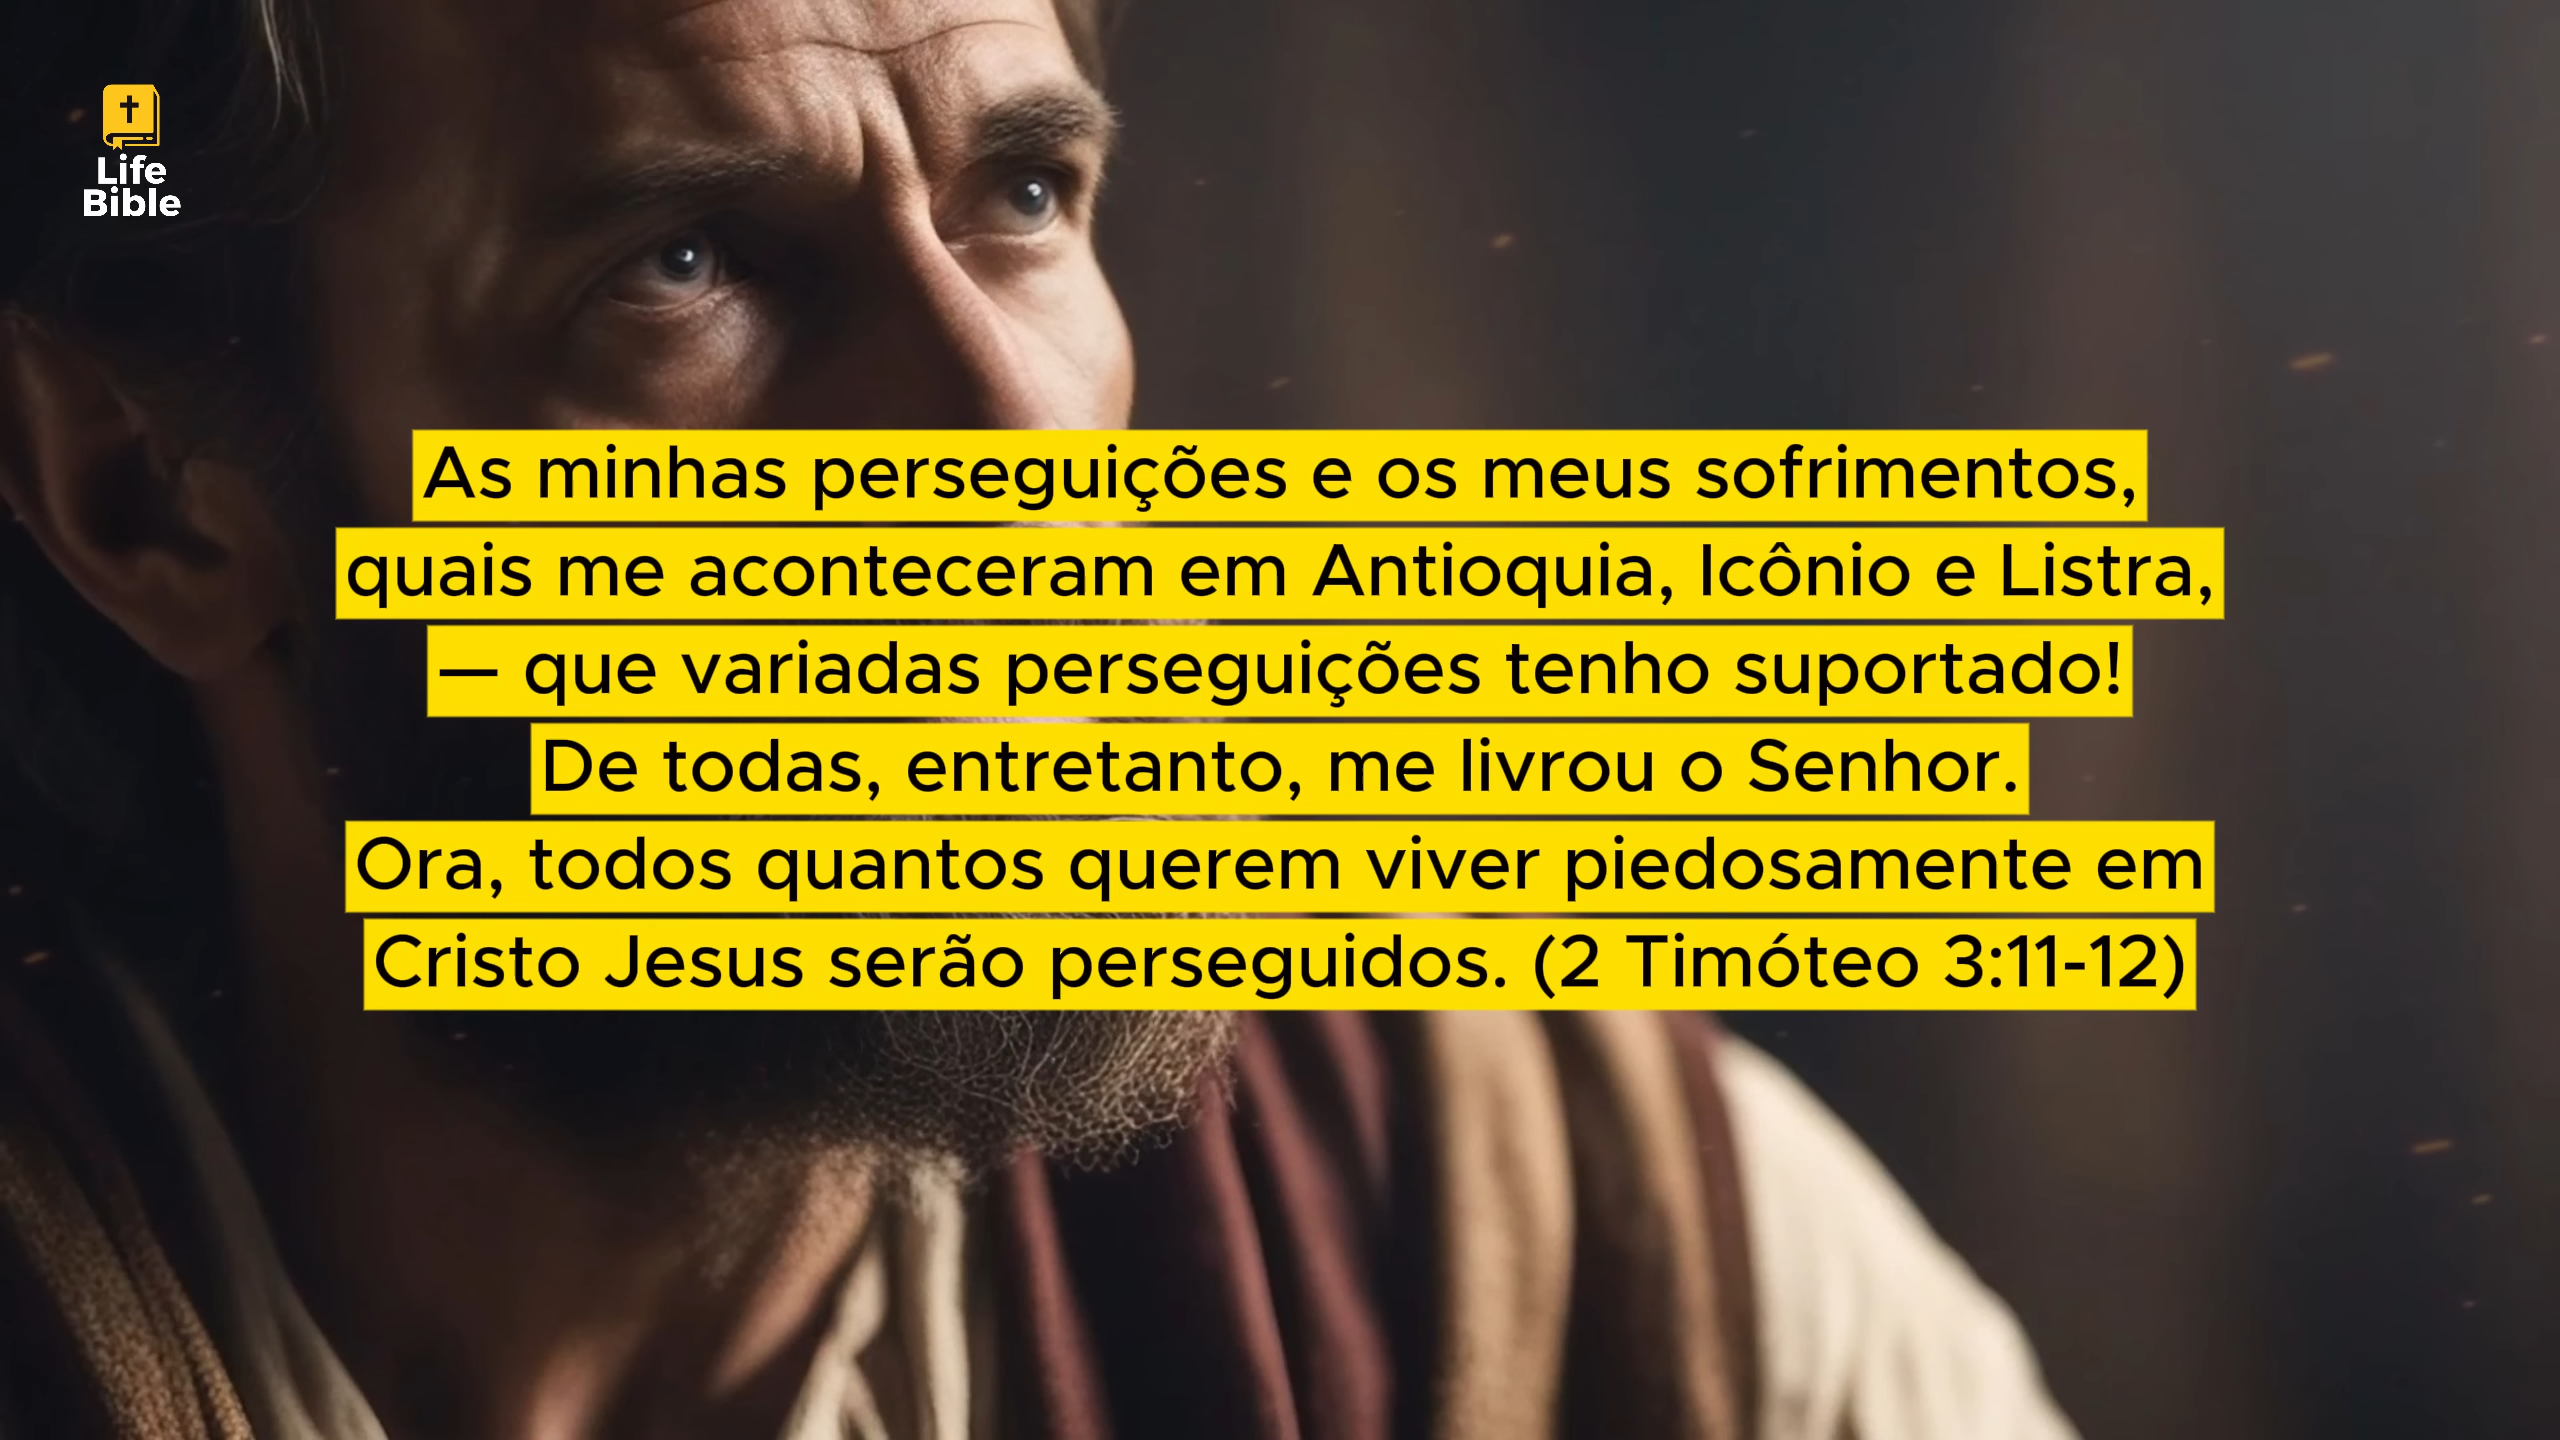 Life
Bible
As minhas perseguições e os meus sofrimentos,
quais me aconteceram em Antioquia, Icônio e Listra,
— que variadas perseguições tenho suportado!
De todas, entretanto, me livrou o Senhor.
Ora, todos quantos querem viver piedosamente em
Cristo Jesus serão perseguidos. (2 Timóteo 3:11-12)